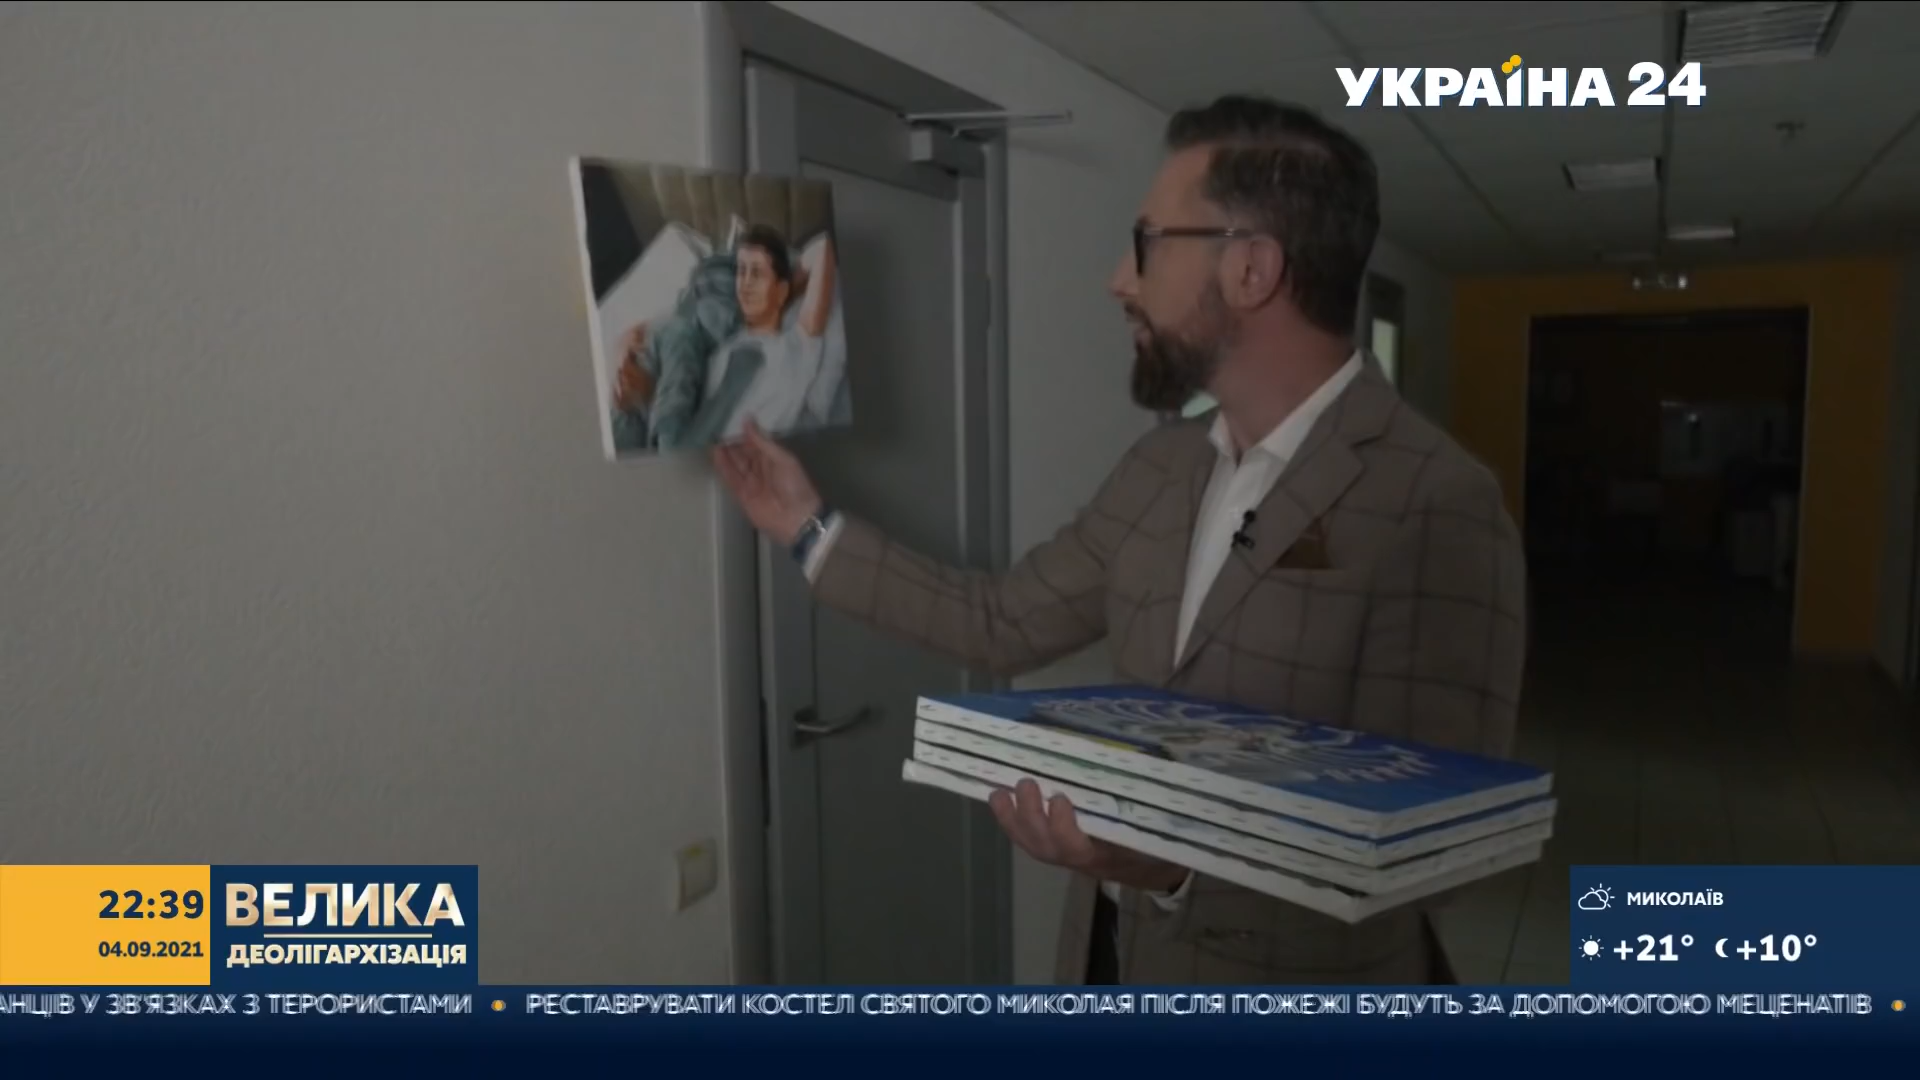 УКРАЇНА 24
22:39
04.09.2021
ВЕЛИКА
ДЕОЛІГАРХІЗАЦІЯ
МИКОЛАЇВ
+21° +10°
АНЦІВ У ЗВ'ЯЗКАХ З ТЕРОРИСТАМИ • РЕСТАВРУВАТИ КОСТЕЛ СВЯТОГО МИКОЛАЯ ПІСЛЯ ПОЖЕЖІ БУДУТЬ ЗА ДОПОМОГОЮ МЕЦЕНАТІВ •